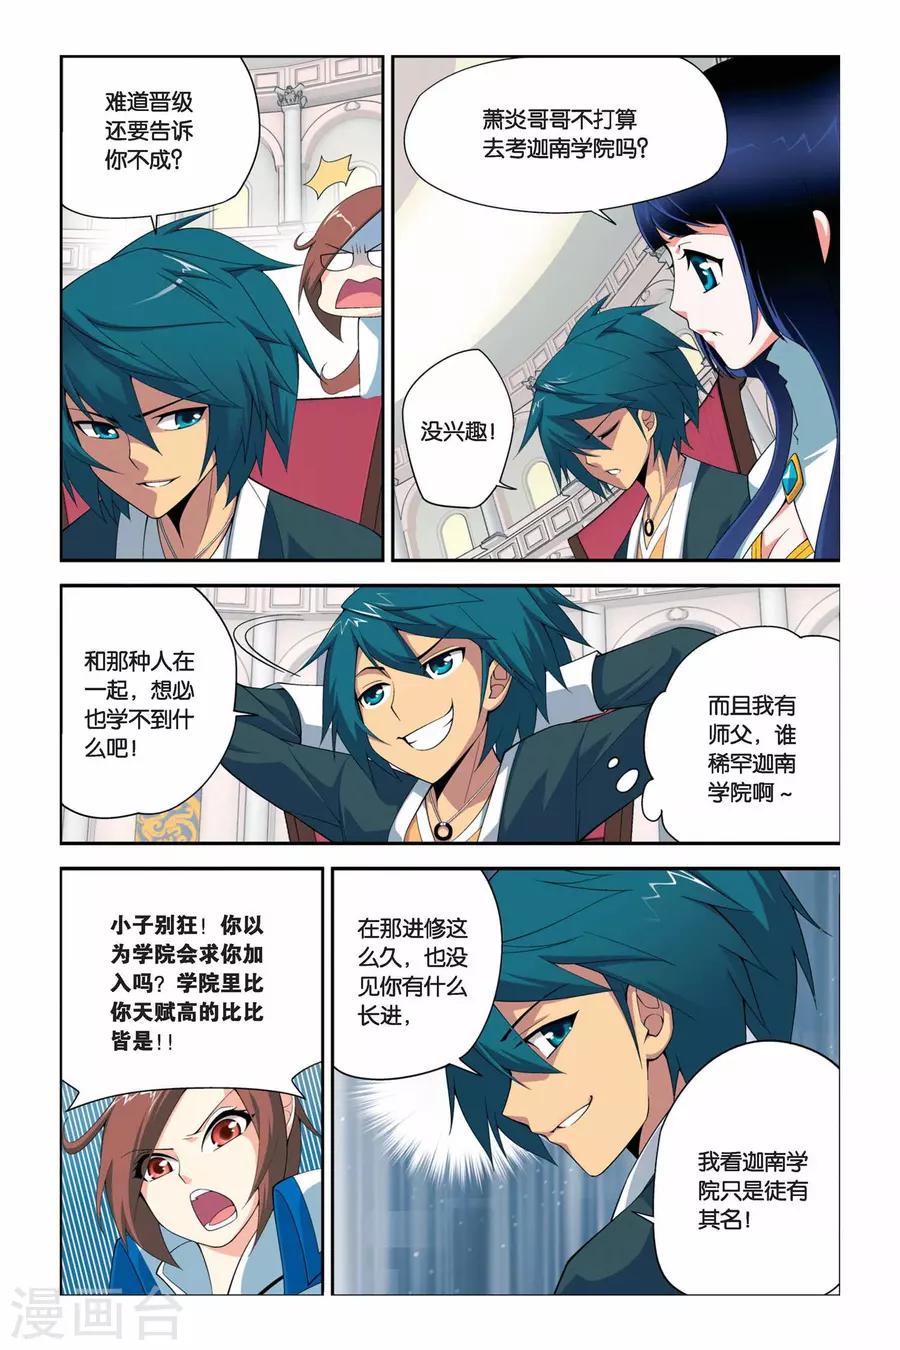 难道晋级
还要告诉
你不成？
萧炎哥哥不打算
去考迦南学院吗？
没兴趣！
和那种人在
一起，想必
也学不到什
么吧！
而且我有
师父，谁
稀罕迦南
学院啊～
小子别狂！你以
为学院会求你加
入吗？学院里比
你天赋高的比比
皆是！！
在那进修这
么久，也没
见你有什么
长进，
我看迦南学
院只是徒有
其名！
漫画台